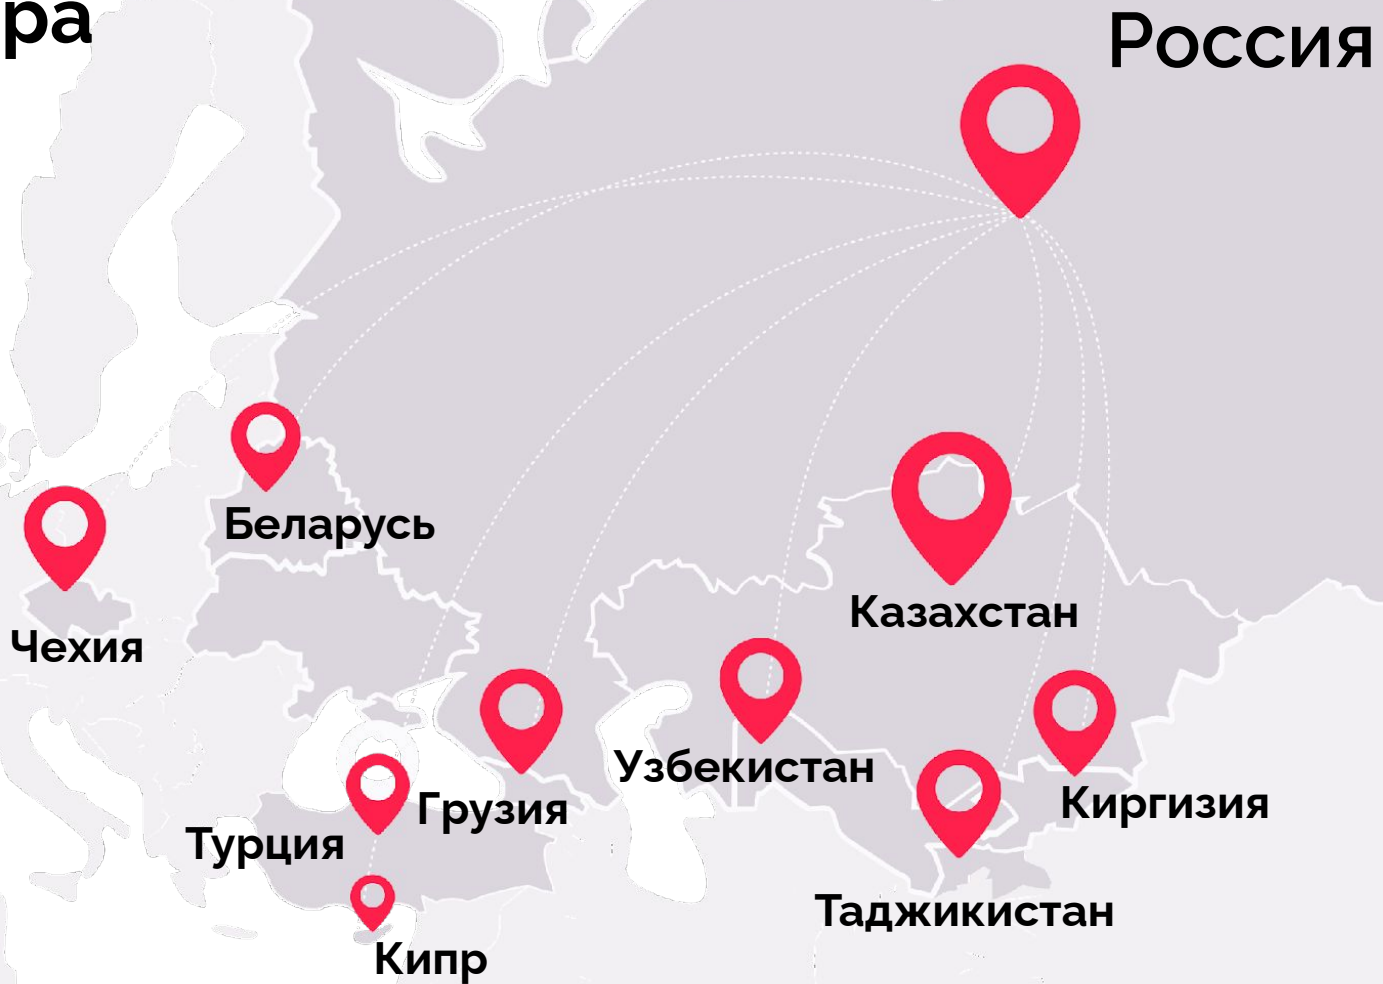 ра
Россия
Беларусь
Чехия
Казахстан
Узбекистан
Грузия
Киргизия
Турция
Таджикистан
Кипр